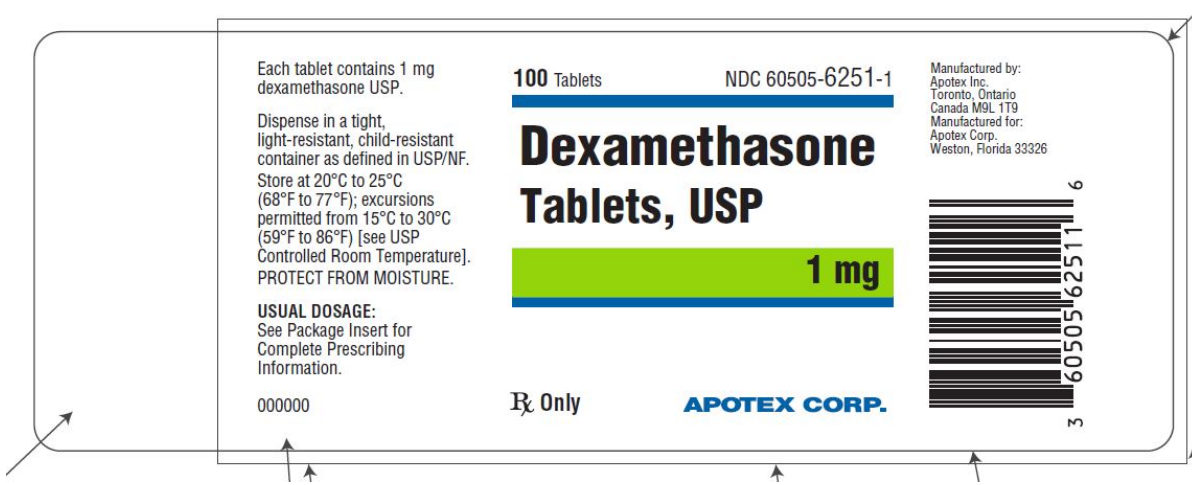 Each tablet contains 1 mg
dexamethasone USP.
Dispense in a tight,
light-resistant, child-resistant
container as defined in USP/NF.
Store at 20°C to 25°C
(68°F to 77°F); excursions
permitted from 15°C to 30°C
(59°F to 86°F) [see USP
Controlled Room Temperature].
PROTECT FROM MOISTURE.
USUAL DOSAGE:
See Package Insert for
Complete Prescribing
Information.
000000
100 Tablets NDC 60505-6251-1
Dexamethasone
Tablets, USP
1 mg
℞ Only APOTEX CORP.
Manufactured by:
Apotex Inc.
Toronto, Ontario
Canada M9L 1T9
Manufactured for:
Apotex Corp.
Weston, Florida 33326
3 60505 62511 6